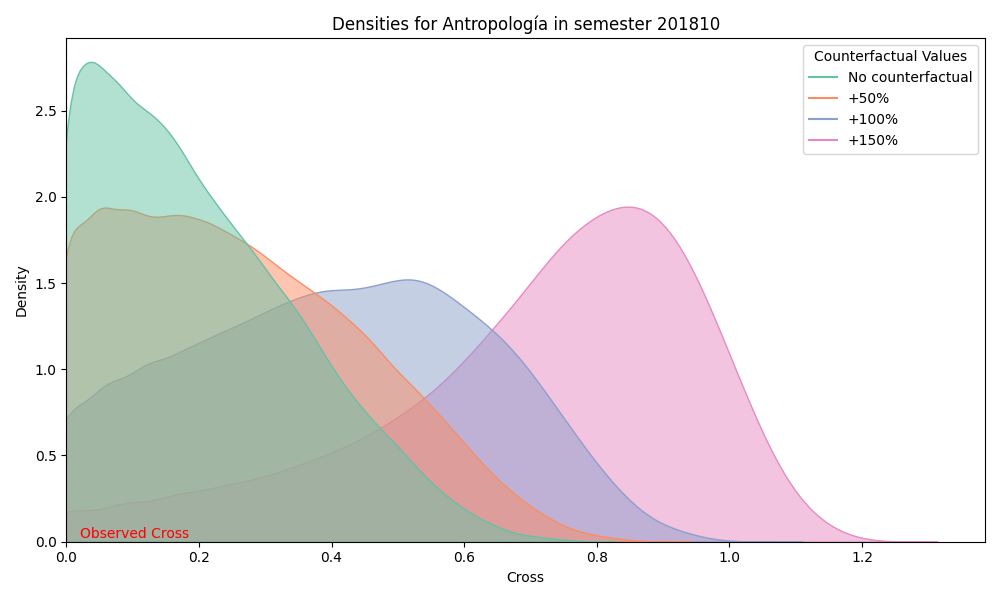 Densities for Antropología in semester 201810
Counterfactual Values
No counterfactual
+50%
+100%
+150%
Density
2.5
2.0
1.5
1.0
0.5
0.0
Observed Cross
0.0 0.2 0.4 0.6 0.8 1.0 1.2
Cross